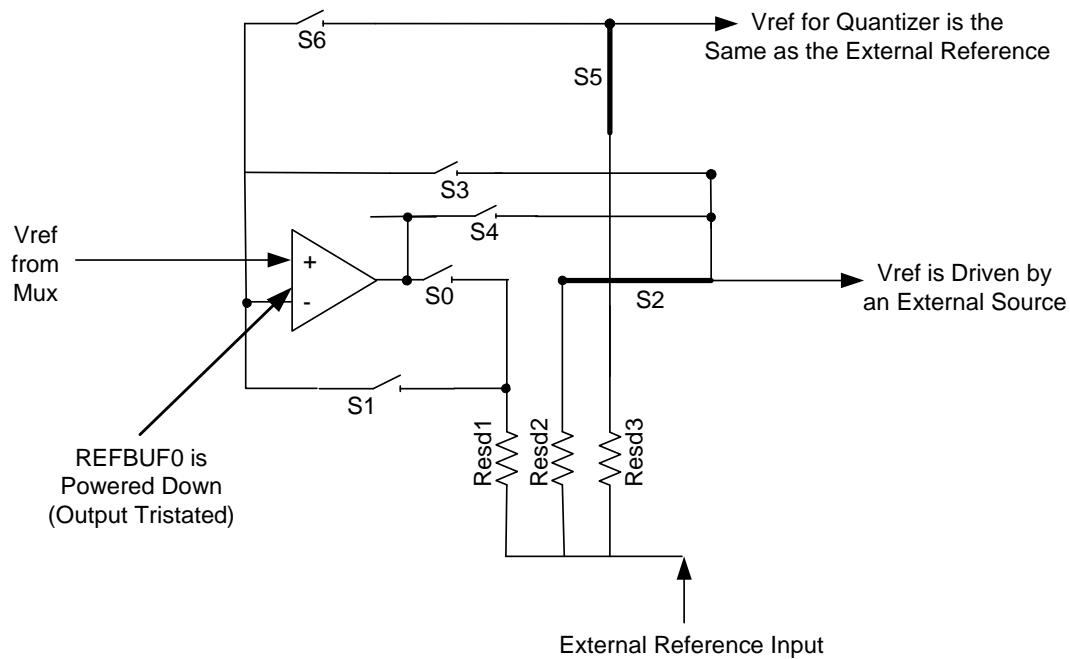 S6
Vref for Quantizer is the
Same as the External Reference
S5
S3
S4
Vref
from
Mux
+
-
S0
S2
Vref is Driven by
an External Source
S1
Resd1
Resd2
Resd3
REFBUF0 is
Powered Down
(Output Tristated)
External Reference Input